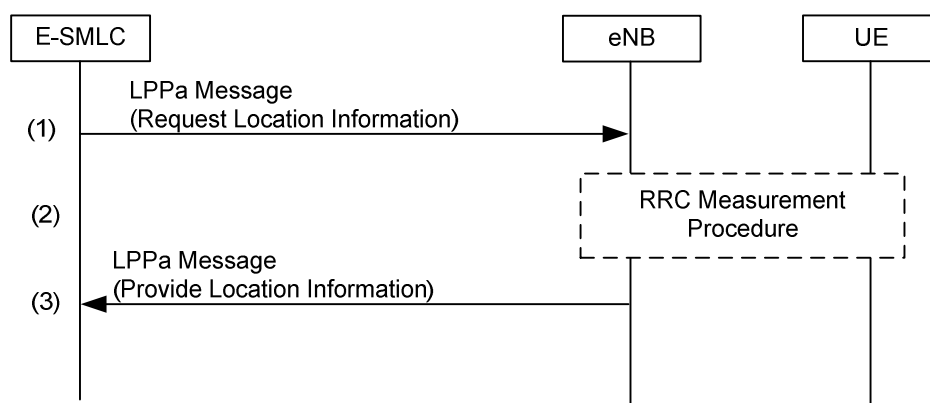 E-SMLC
eNB
UE
LPPa Message
(Request Location Information)
(1)
RRC Measurement
Procedure
(2)
LPPa Message
(Provide Location Information)
(3)